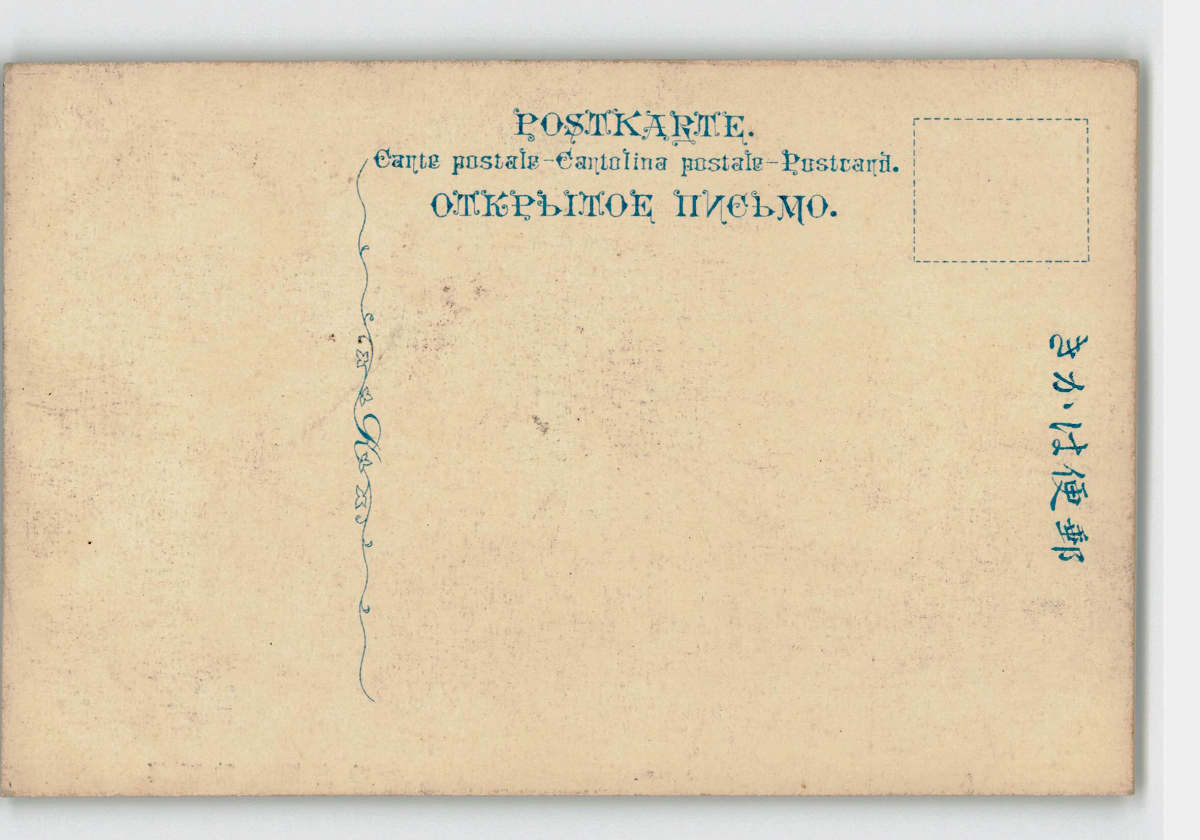 POSTKARTE.
Carte postale-Cartolina postale-Postcard.
ОТКРЫТОЕ ПИСЬМО.
郵便はかき